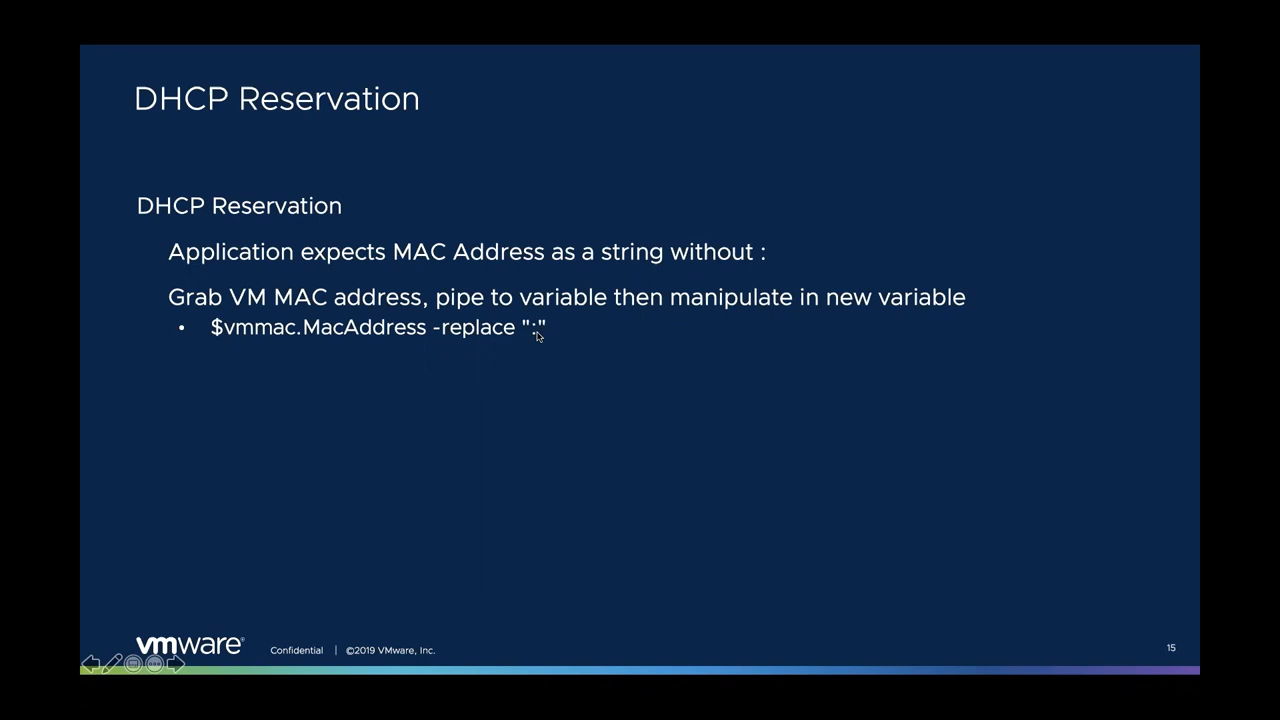 DHCP Reservation
DHCP Reservation
Application expects MAC Address as a string without :
Grab VM MAC address, pipe to variable then manipulate in new variable
• $vmmac.MacAddress -replace ":"
vmware®
Confidential | ©2019 VMware, Inc.
15